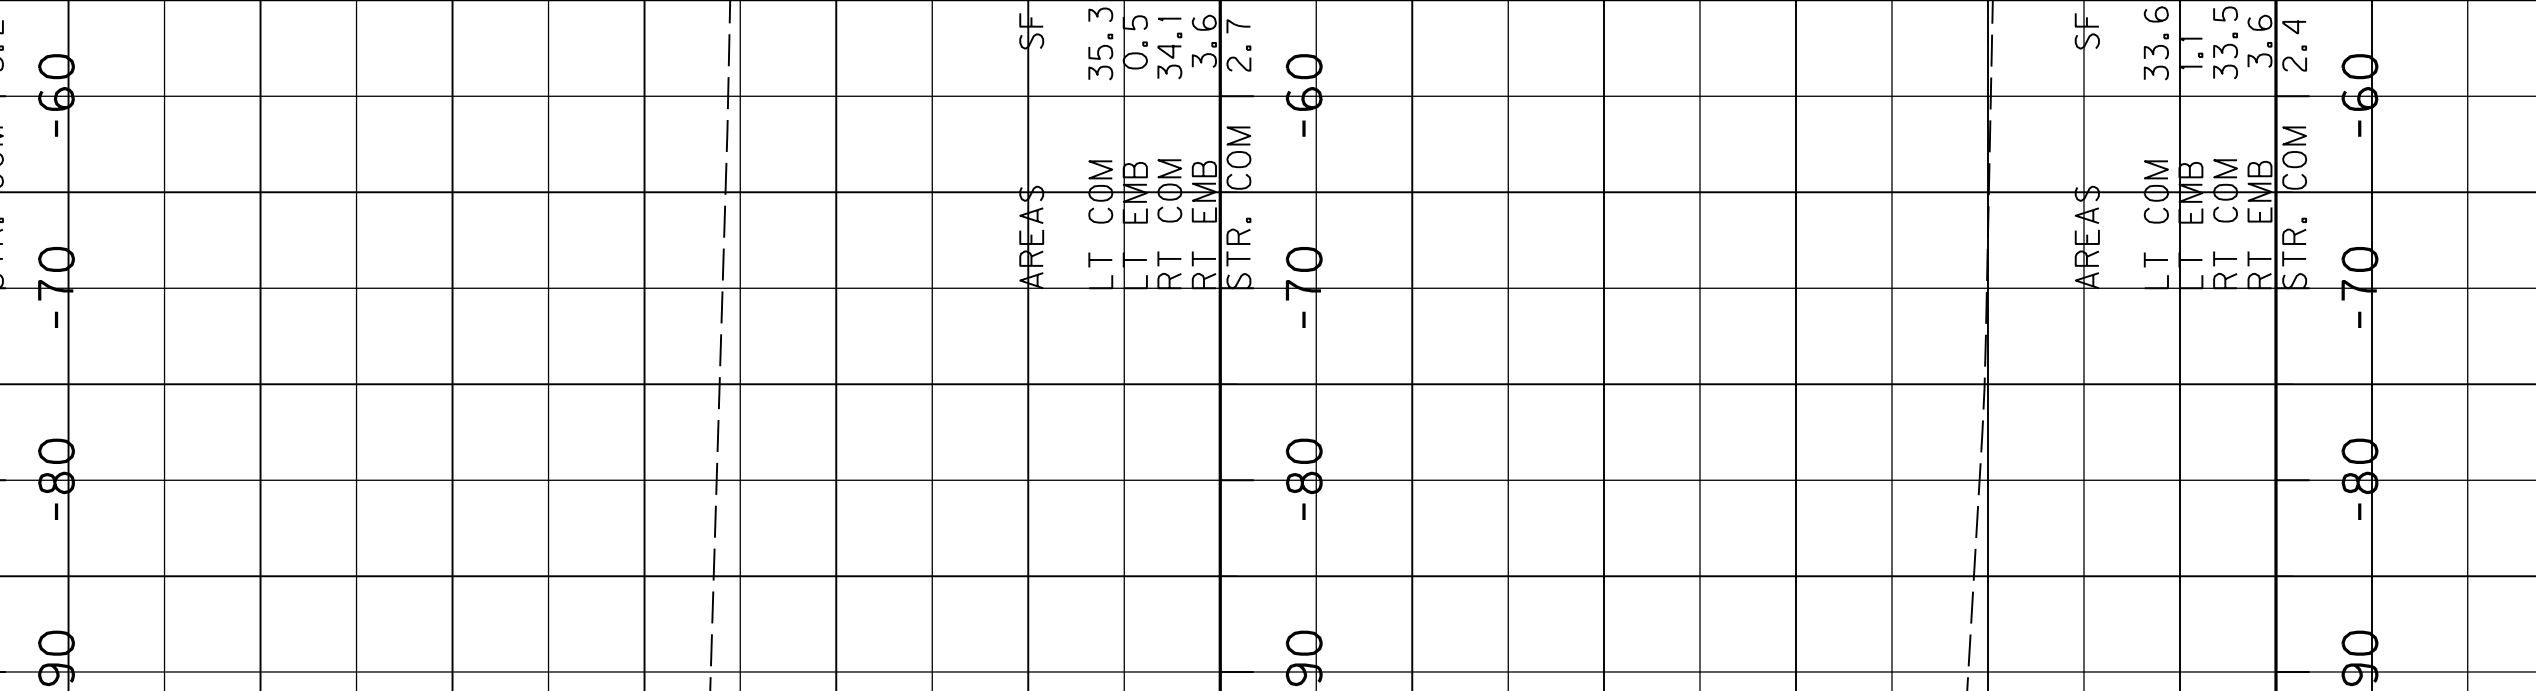 -60
-70
-80
90
AREAS SF
LT COM 35.3
LT EMB 0.5
RT COM 34.1
RT EMB 3.6
STR. COM 2.7
-60
-70
-80
90
AREAS SF
LT COM 33.6
LT EMB 1.1
RT COM 33.5
RT EMB 3.6
STR. COM 2.4
-60
-70
-80
90